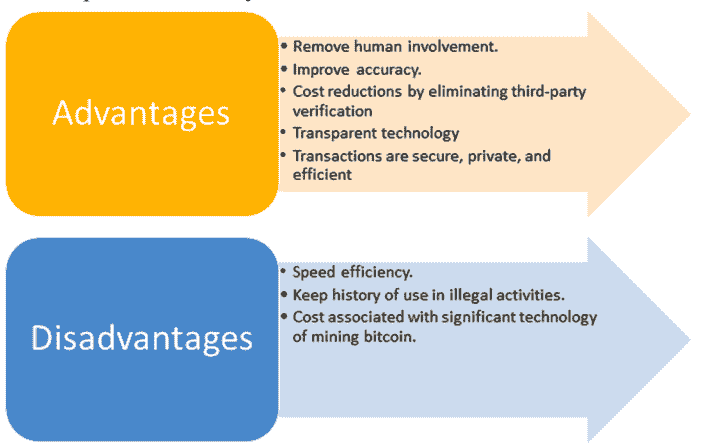 Advantages
• Remove human involvement.
• Improve accuracy.
• Cost reductions by eliminating third-party
verification
• Transparent technology
• Transactions are secure, private, and
efficient
Disadvantages
• Speed efficiency.
• Keep history of use in illegal activities.
• Cost associated with significant technology
of mining bitcoin.